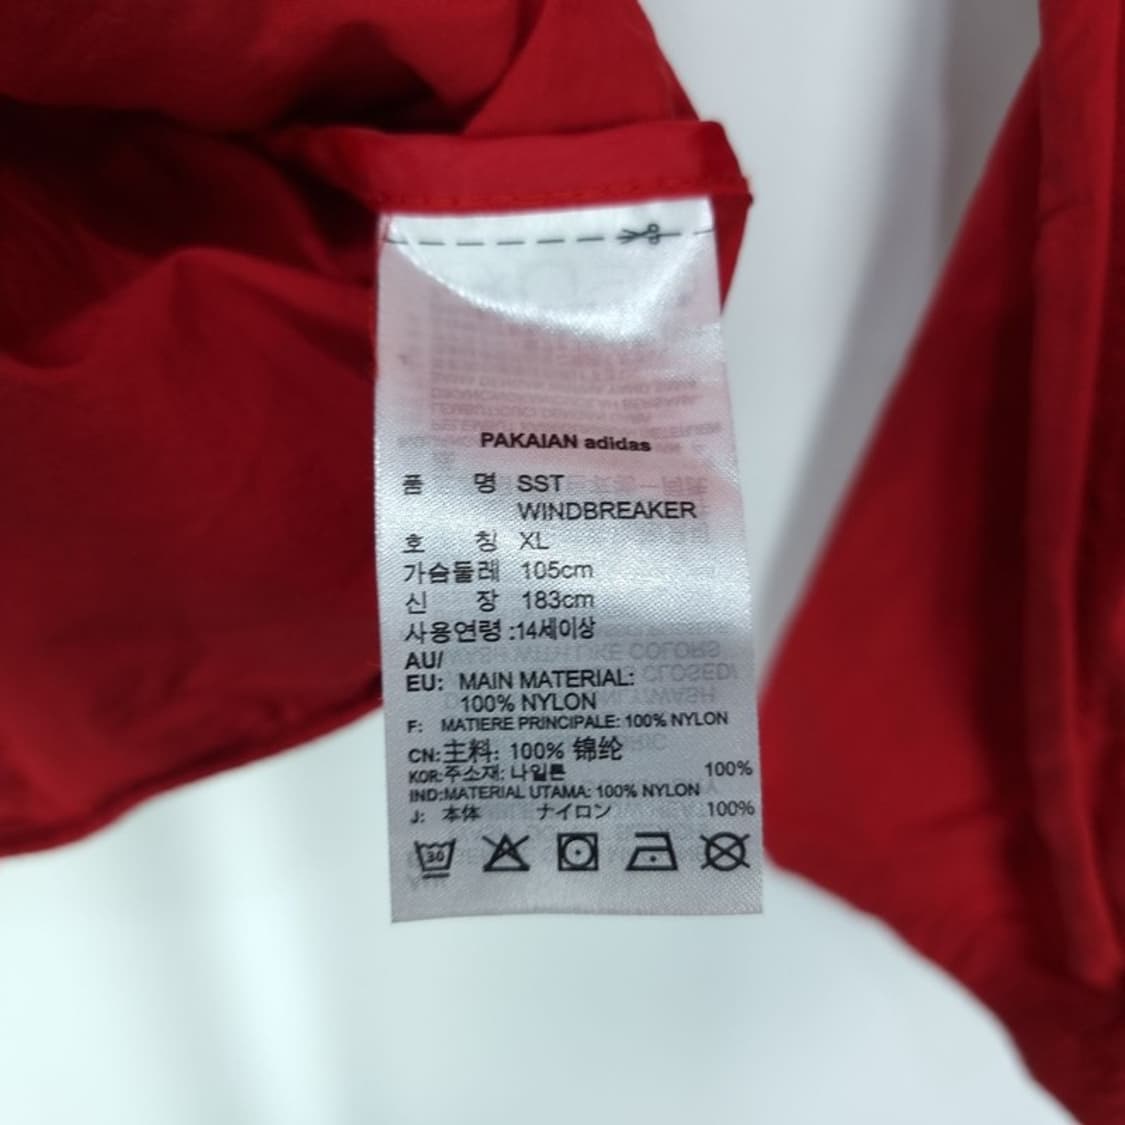 PAKAIAN adidas
품 명 SST
WINDBREAKER
호 칭 XL
가슴둘레 105cm
신 장 183cm
사용연령 :14세이상
AU/
EU: MAIN MATERIAL:
100% NYLON
F: MATIERE PRINCIPALE: 100% NYLON
CN:主料: 100% 锦纶
KOR:주소재: 나일론 100%
IND:MATERIAL UTAMA: 100% NYLON
J: 本体 ナイロン 100%
30